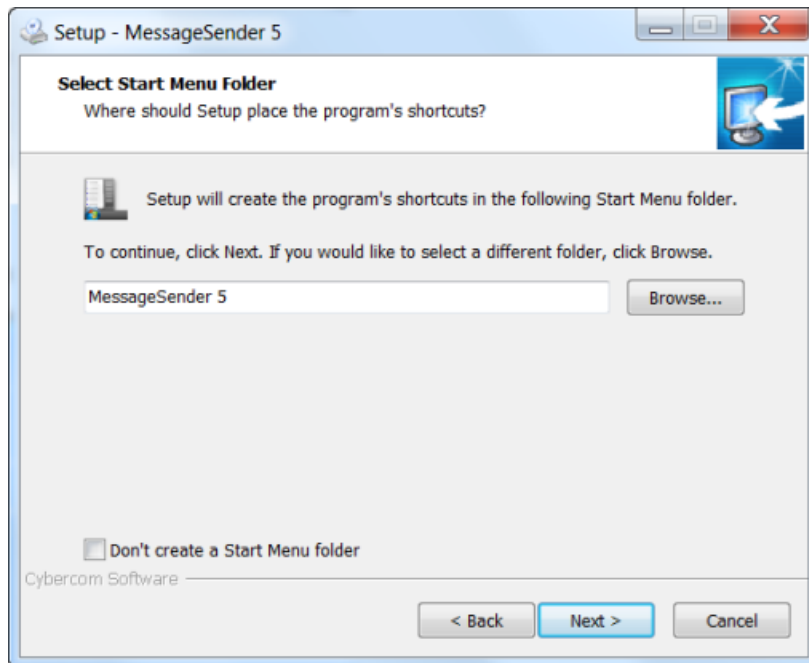 Setup - MessageSender 5
Select Start Menu Folder
Where should Setup place the program's shortcuts?
Setup will create the program's shortcuts in the following Start Menu folder.
To continue, click Next. If you would like to select a different folder, click Browse.
MessageSender 5
Browse...
Don't create a Start Menu folder
Cybercom Software
< Back
Next >
Cancel